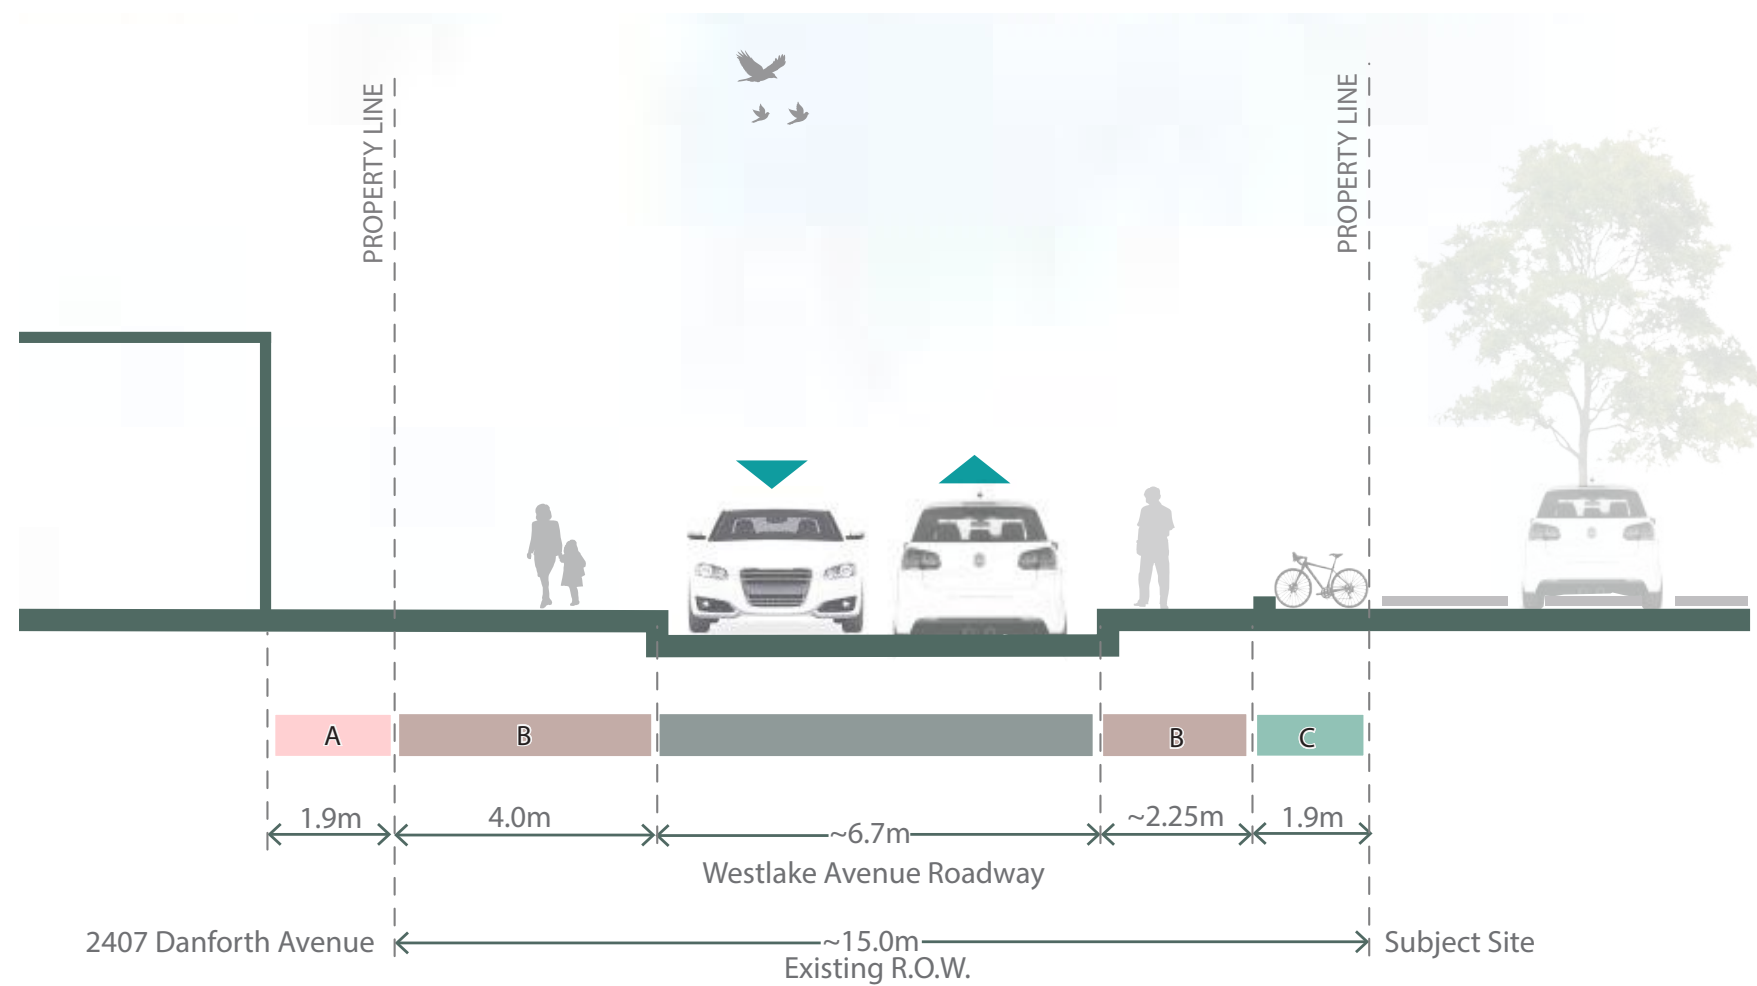 PROPERTY LINE
PROPERTY LINE
A
B
B
C
1.9m
4.0m
~6.7m
~2.25m
1.9m
Westlake Avenue Roadway
2407 Danforth Avenue
~15.0m
Subject Site
Existing R.O.W.